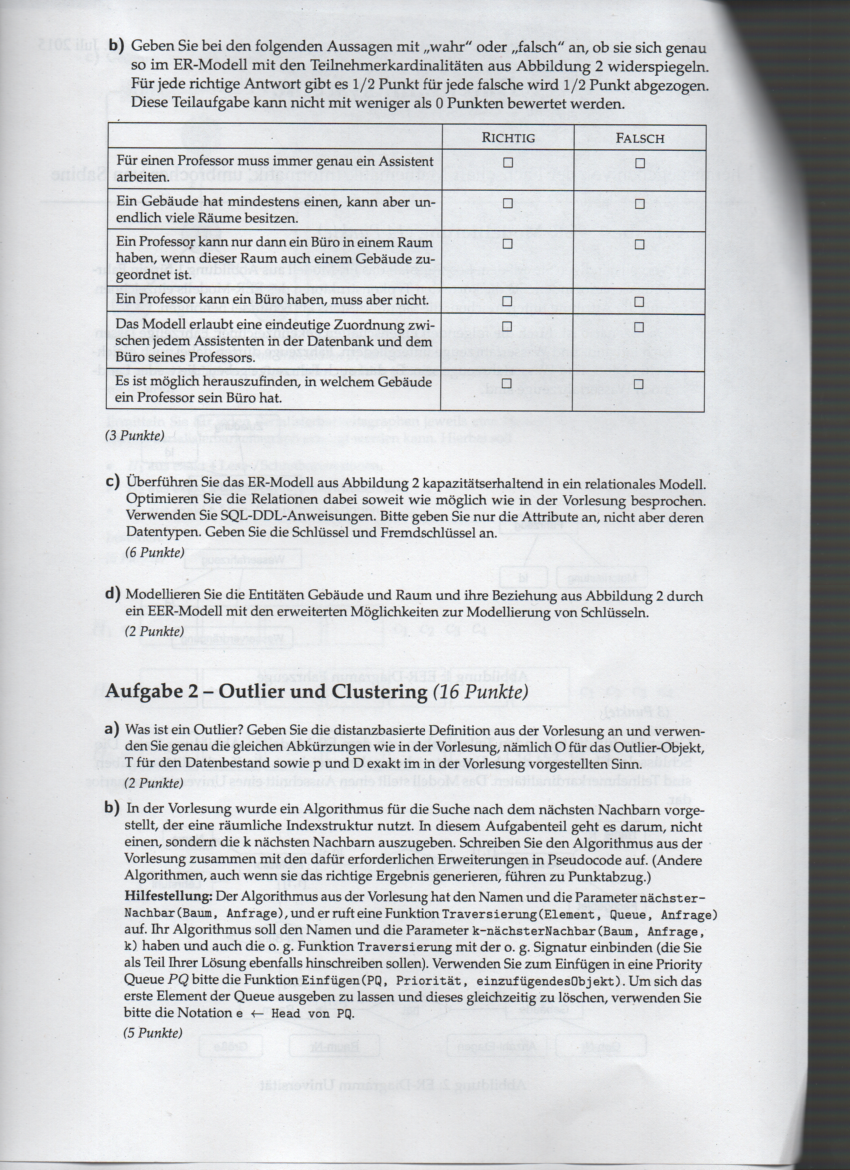 b) Geben Sie bei den folgenden Aussagen mit „wahr“ oder „falsch“ an, ob sie sich genau
so im ER-Modell mit den Teilnehmerkardinalitäten aus Abbildung 2 widerspiegeln.
Für jede richtige Antwort gibt es 1/2 Punkt für jede falsche wird 1/2 Punkt abgezogen.
Diese Teilaufgabe kann nicht mit weniger als 0 Punkten bewertet werden.
RICHTIG FALSCH
Für einen Professor muss immer genau ein Assistent
arbeiten. □ □
Ein Gebäude hat mindestens einen, kann aber un-
endlich viele Räume besitzen. □ □
Ein Professor kann nur dann ein Büro in einem Raum
haben, wenn dieser Raum auch einem Gebäude zu-
geordnet ist. □ □
Ein Professor kann ein Büro haben, muss aber nicht. □ □
Das Modell erlaubt eine eindeutige Zuordnung zwi-
schen jedem Assistenten in der Datenbank und dem
Büro seines Professors. □ □
Es ist möglich herauszufinden, in welchem Gebäude
ein Professor sein Büro hat. □ □
(3 Punkte)
c) Überführen Sie das ER-Modell aus Abbildung 2 kapazitätserhaltend in ein relationales Modell.
Optimieren Sie die Relationen dabei soweit wie möglich wie in der Vorlesung besprochen.
Verwenden Sie SQL-DDL-Anweisungen. Bitte geben Sie nur die Attribute an, nicht aber deren
Datentypen. Geben Sie die Schlüssel und Fremdschlüssel an.
(6 Punkte)
d) Modellieren Sie die Entitäten Gebäude und Raum und ihre Beziehung aus Abbildung 2 durch
ein EER-Modell mit den erweiterten Möglichkeiten zur Modellierung von Schlüsseln.
(2 Punkte)
Aufgabe 2 – Outlier und Clustering (16 Punkte)
a) Was ist ein Outlier? Geben Sie die distanzbasierte Definition aus der Vorlesung an und verwen-
den Sie genau die gleichen Abkürzungen wie in der Vorlesung, nämlich O für das Outlier-Objekt,
T für den Datenbestand sowie p und D exakt im in der Vorlesung vorgestellten Sinn.
(2 Punkte)
b) In der Vorlesung wurde ein Algorithmus für die Suche nach dem nächsten Nachbarn vorge-
stellt, der eine räumliche Indexstruktur nutzt. In diesem Aufgabenteil geht es darum, nicht
einen, sondern die k nächsten Nachbarn auszugeben. Schreiben Sie den Algorithmus aus der
Vorlesung zusammen mit den dafür erforderlichen Erweiterungen in Pseudocode auf. (Andere
Algorithmen, auch wenn sie das richtige Ergebnis generieren, führen zu Punktabzug.)
Hilfestellung: Der Algorithmus aus der Vorlesung hat den Namen und die Parameter nächster-
Nachbar(Baum, Anfrage), und er ruft eine Funktion Traversierung(Element, Queue, Anfrage)
auf. Ihr Algorithmus soll den Namen und die Parameter k-nächsterNachbar(Baum, Anfrage,
k) haben und auch die o. g. Funktion Traversierung mit der o. g. Signatur einbinden (die Sie
als Teil Ihrer Lösung ebenfalls hinschreiben sollen). Verwenden Sie zum Einfügen in eine Priority
Queue PQ bitte die Funktion Einfügen(PQ, Priorität, einzufügendesObjekt). Um sich das
erste Element der Queue ausgeben zu lassen und dieses gleichzeitig zu löschen, verwenden Sie
bitte die Notation e ← Head von PQ.
(5 Punkte)